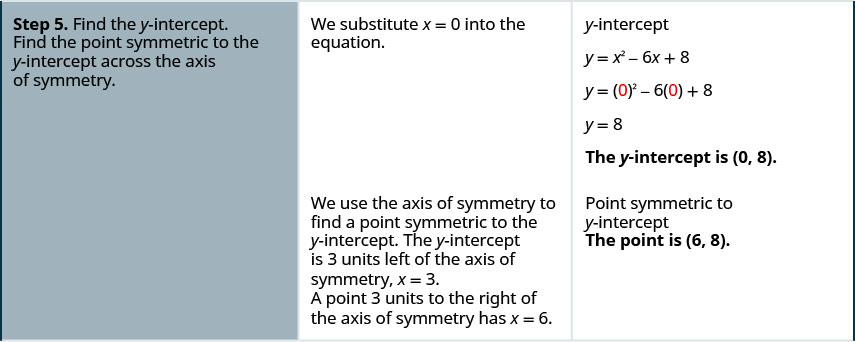 Step 5. Find the y-intercept.
Find the point symmetric to the
y-intercept across the axis
of symmetry.
We substitute x = 0 into the
equation.
y-intercept
y = x² − 6x + 8
y = (0)² − 6(0) + 8
y = 8
The y-intercept is (0, 8).
We use the axis of symmetry to
find a point symmetric to the
y-intercept. The y-intercept
is 3 units left of the axis of
symmetry, x = 3.
A point 3 units to the right of
the axis of symmetry has x = 6.
Point symmetric to
y-intercept
The point is (6, 8).